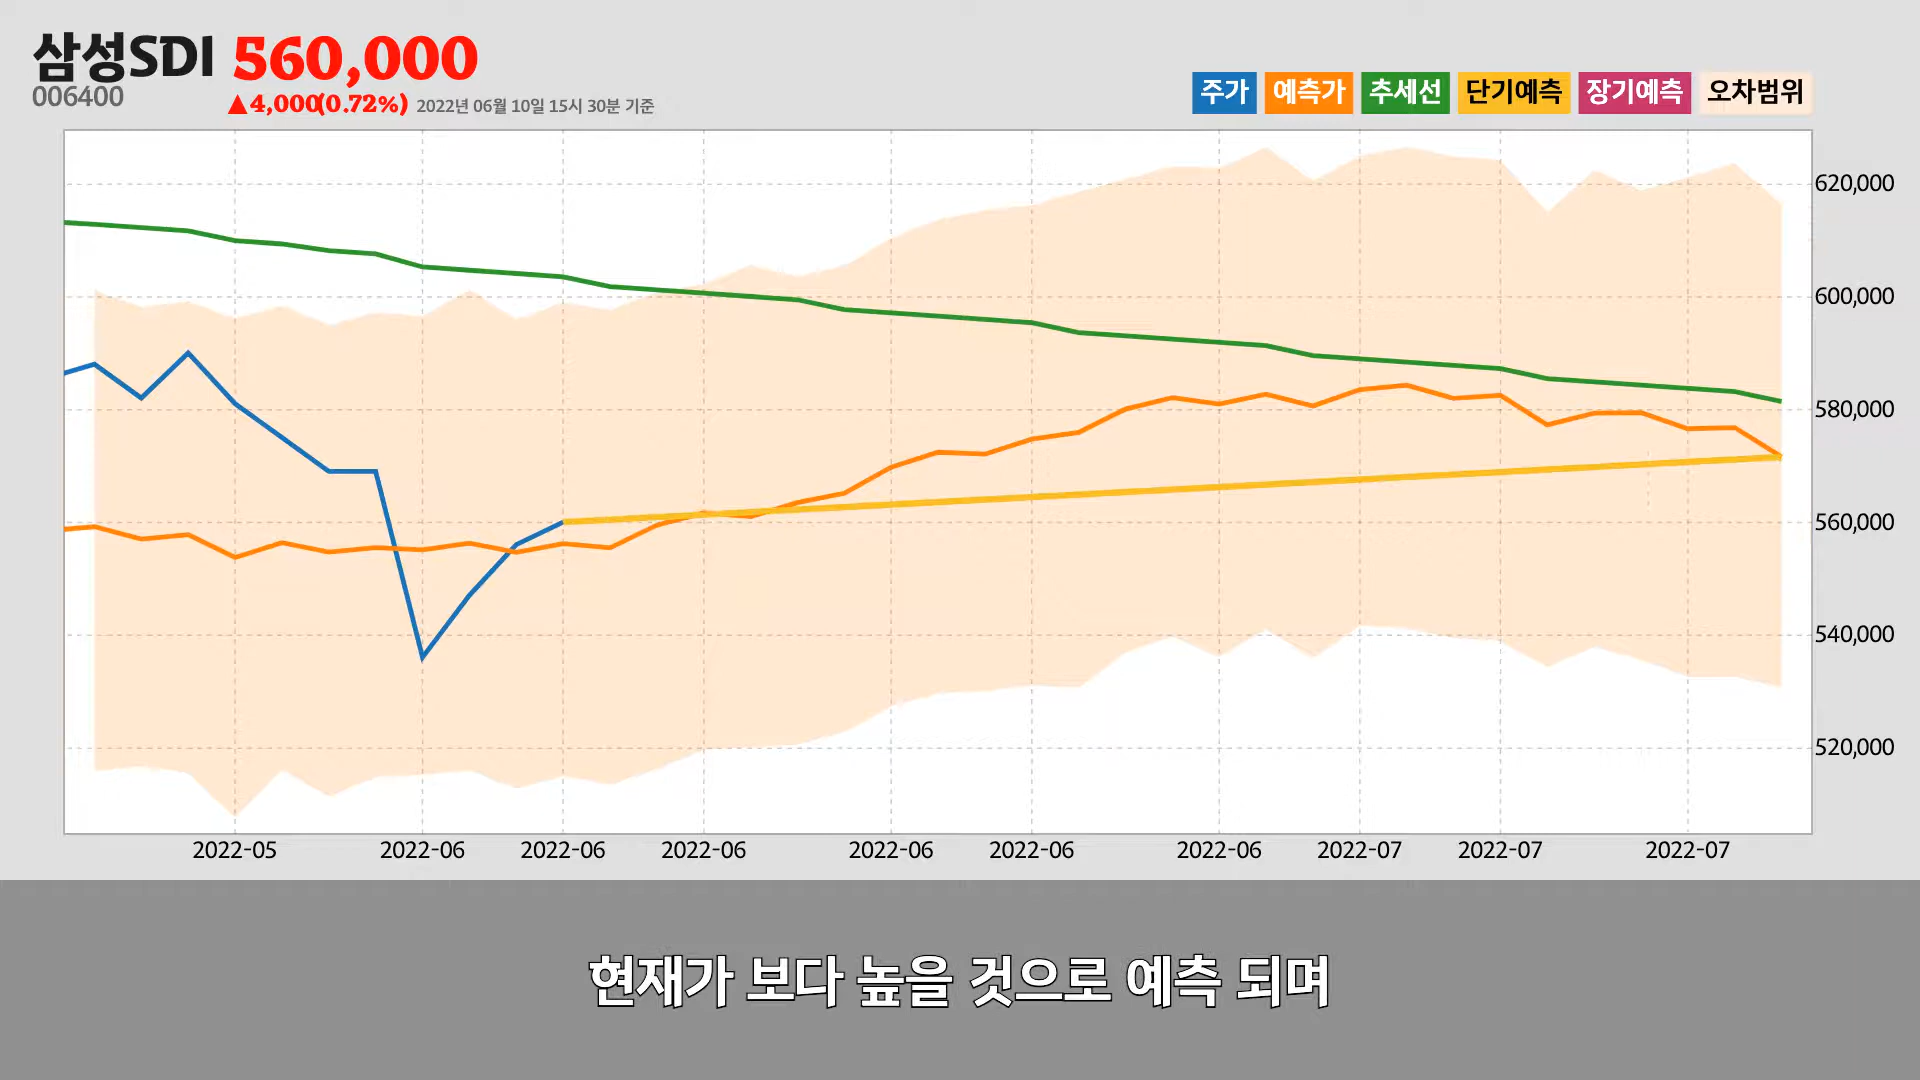 삼성SDI 560,000
006400
▲4,000(0.72%) 2022년 06월 10일 15시 30분 기준
주가 예측가 추세선 단기예측 장기예측 오차범위
620,000
600,000
580,000
560,000
540,000
520,000
2022-05 2022-06 2022-06 2022-06 2022-06 2022-06 2022-06 2022-07 2022-07 2022-07
현재가 보다 높을 것으로 예측 되며